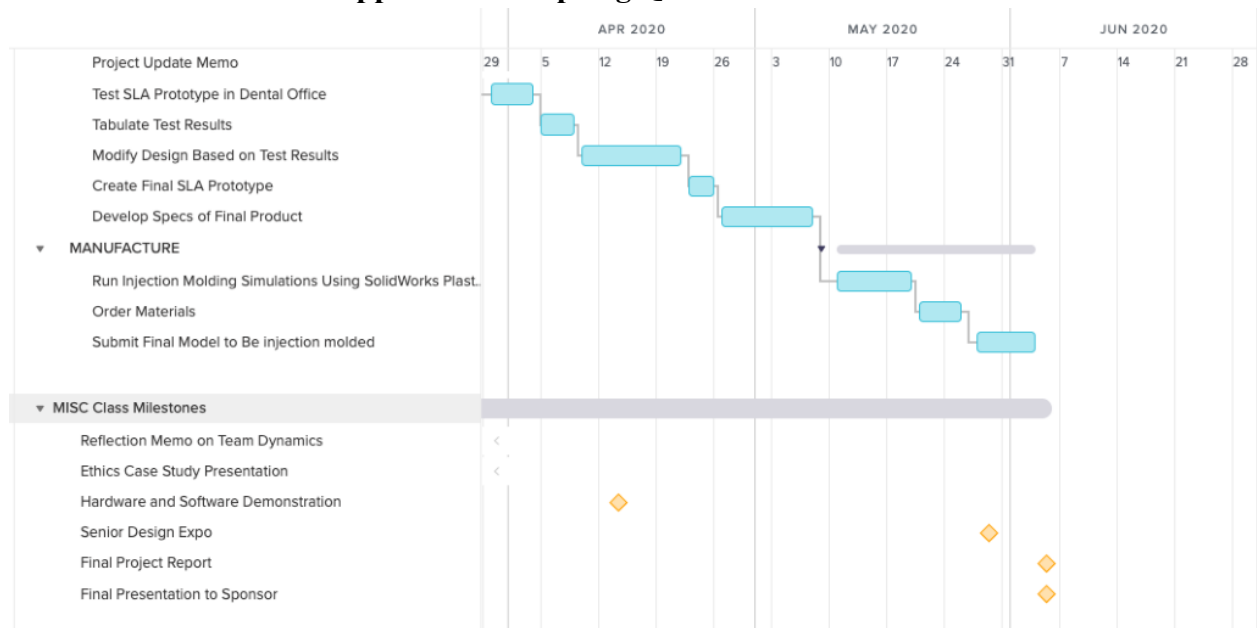 APR 2020 MAY 2020 JUN 2020
Project Update Memo 29 5 12 19 26 3 10 17 24 31 7 14 21 28
Test SLA Prototype in Dental Office
Tabulate Test Results
Modify Design Based on Test Results
Create Final SLA Prototype
Develop Specs of Final Product
MANUFACTURE
Run Injection Molding Simulations Using SolidWorks Plast..
Order Materials
Submit Final Model to Be injection molded
MISC Class Milestones
Reflection Memo on Team Dynamics
Ethics Case Study Presentation
Hardware and Software Demonstration
Senior Design Expo
Final Project Report
Final Presentation to Sponsor